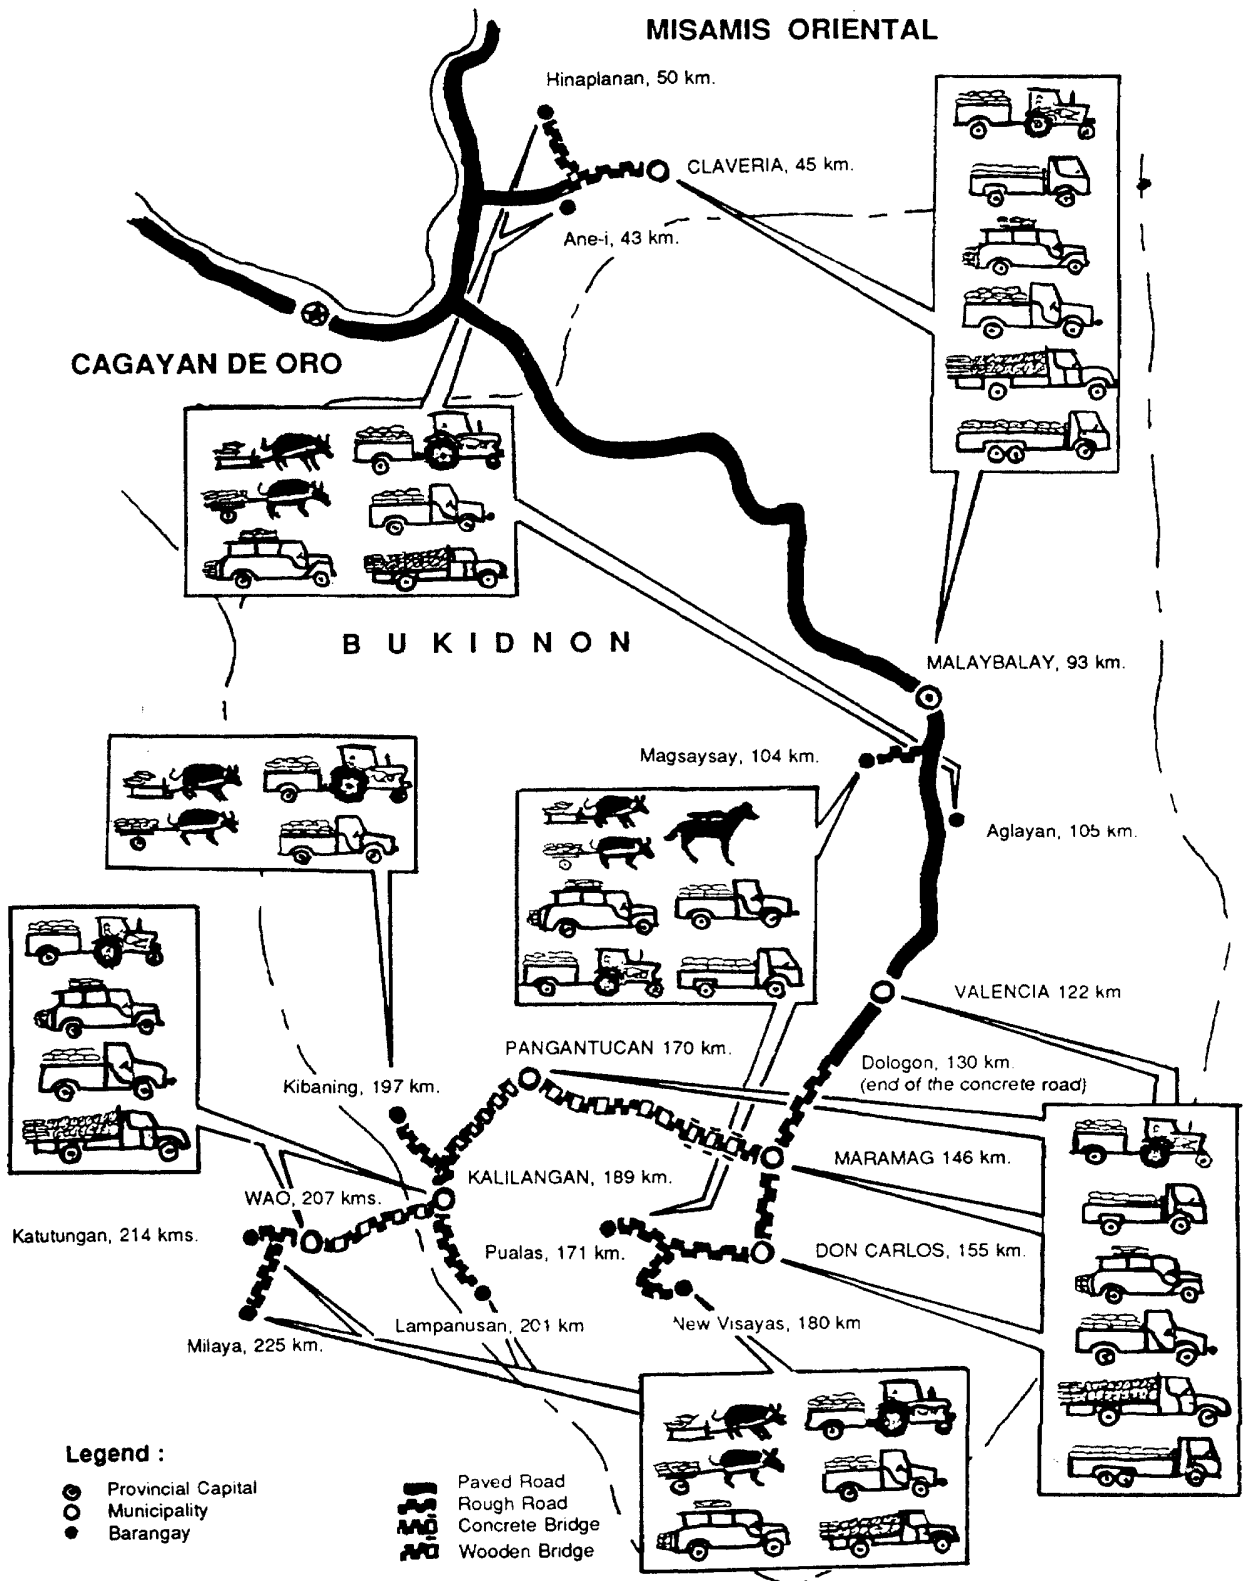 MISAMIS ORIENTAL
Hinaplanan, 50 km.
CLAVERIA, 45 km.
Ane-i, 43 km.
CAGAYAN DE ORO
BUKIDNON
MALAYBALAY, 93 km.
Magsaysay, 104 km.
Aglayan, 105 km.
VALENCIA 122 km
PANGANTUCAN 170 km.
Dologon, 130 km.
(end of the concrete road)
Kibaning, 197 km.
MARAMAG 146 km.
KALILANGAN, 189 km.
WAO, 207 kms.
Katutungan, 214 kms.
Pualas, 171 km.
DON CARLOS, 155 km.
Lampanusan, 201 km
New Visayas, 180 km
Milaya, 225 km.
Legend :
Provincial Capital
Municipality
Barangay
Paved Road
Rough Road
Concrete Bridge
Wooden Bridge